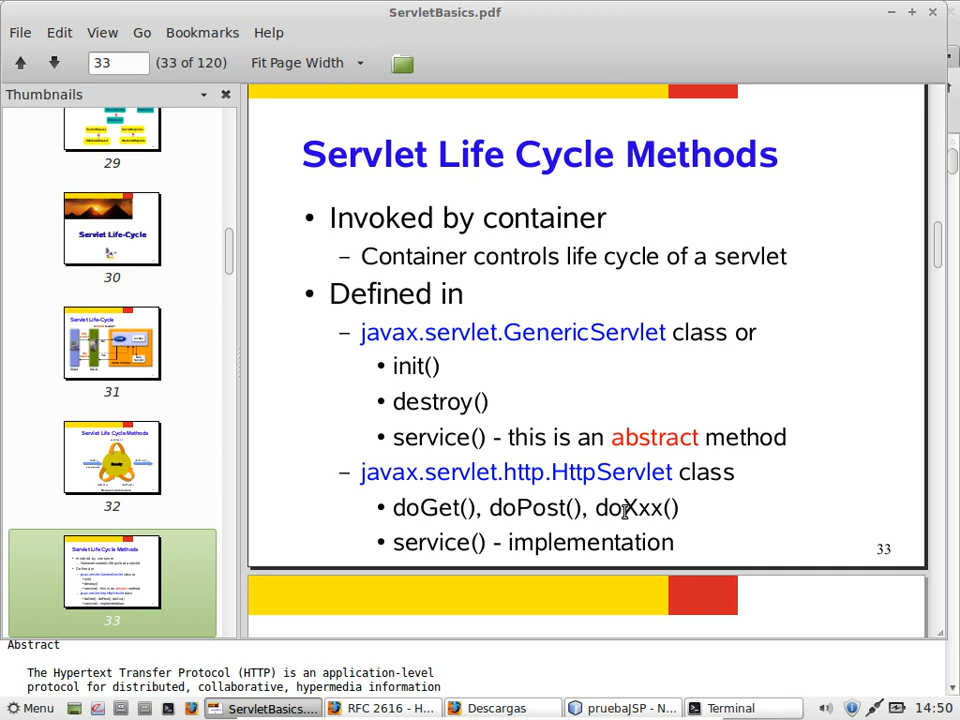 ServletBasics.pdf
File Edit View Go Bookmarks Help
33 (33 of 120) Fit Page Width
Thumbnails
29
Servlet Life-Cycle
30
Servlet Life-Cycle
31
Servlet Life Cycle Methods
32
Servlet Life Cycle Methods
33
Servlet Life Cycle Methods
• Invoked by container
– Container controls life cycle of a servlet
• Defined in
– javax.servlet.GenericServlet class or
• init()
• destroy()
• service() - this is an abstract method
– javax.servlet.http.HttpServlet class
• doGet(), doPost(), doXxx()
• service() - implementation
33
Abstract
The Hypertext Transfer Protocol (HTTP) is an application-level
protocol for distributed, collaborative, hypermedia information
Menu ServletBasics.... RFC 2616 - H... Descargas pruebaJSP - N... Terminal 14:50